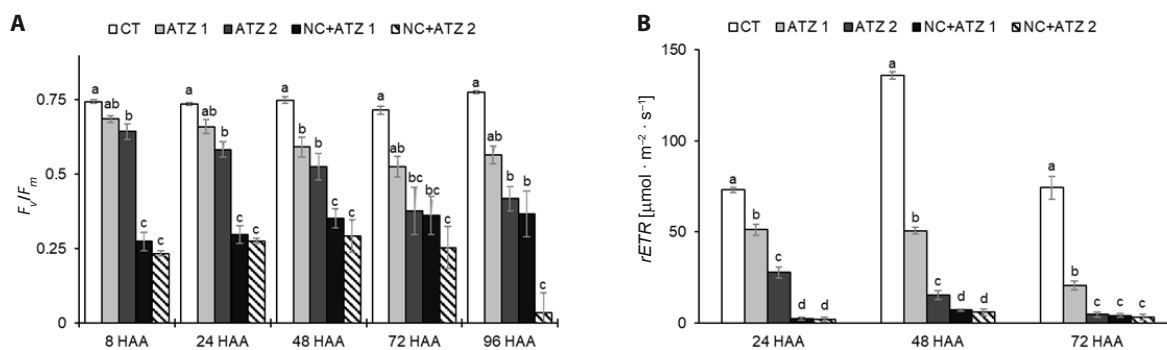 A
CT ATZ 1 ATZ 2 NC+ATZ 1 NC+ATZ 2
Fv/Fm
0.75
0.5
0.25
0
a ab b c c
a ab b c c
a b b c c
a ab bc bc c
a ab b b c
8 HAA 24 HAA 48 HAA 72 HAA 96 HAA
B
CT ATZ 1 ATZ 2 NC+ATZ 1 NC+ATZ 2
rETR [µmol · m⁻² · s⁻¹]
150
100
50
0
a b c d d
a b c d d
a b c c c
24 HAA 48 HAA 72 HAA